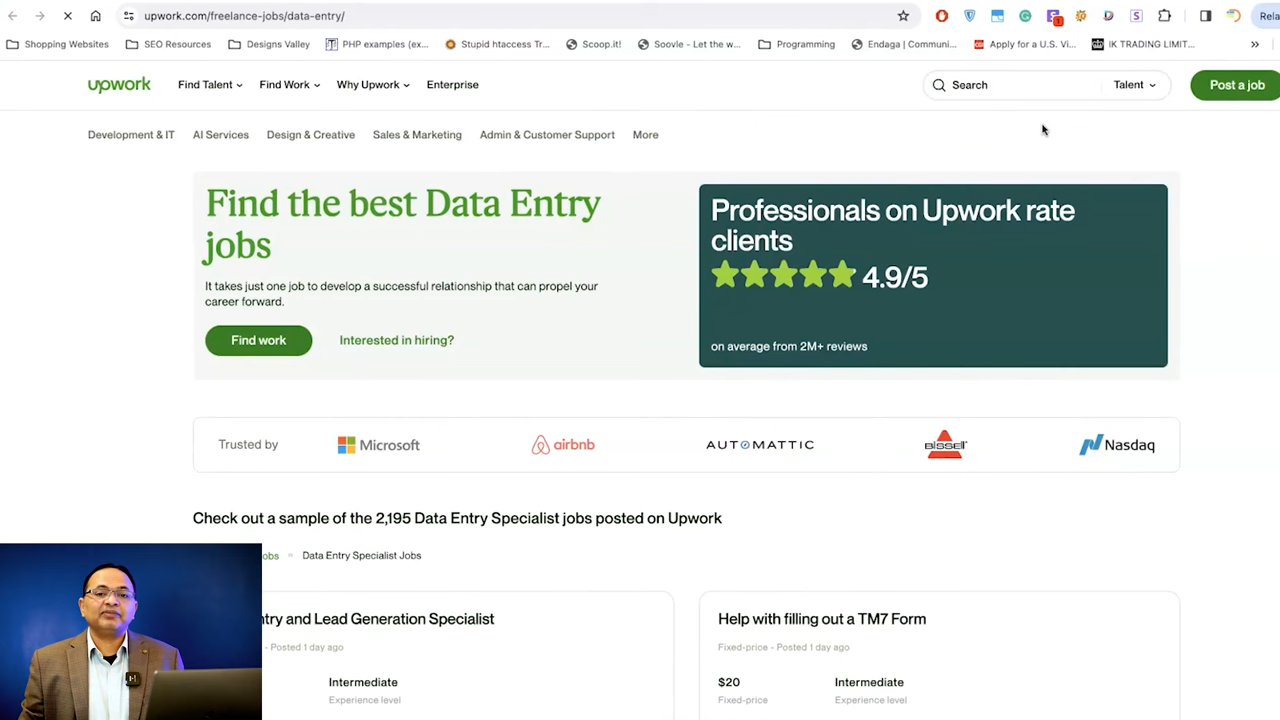 upwork.com/freelance-jobs/data-entry/
Rela
Shopping Websites
SEO Resources
Designs Valley
PHP examples (ex...
Stupid htaccess Tr...
Scoop.it!
Soovle - Let the w...
Programming
Endaga | Communi...
Apply for a U.S. Vi...
IK TRADING LIMIT...
»
upwork
Find Talent
Find Work
Why Upwork
Enterprise
Search
Talent
Post a job
Development & IT
AI Services
Design & Creative
Sales & Marketing
Admin & Customer Support
More
Find the best Data Entry
jobs
It takes just one job to develop a successful relationship that can propel your
career forward.
Find work
Interested in hiring?
Professionals on Upwork rate
clients
4.9/5
on average from 2M+ reviews
Trusted by
Microsoft
airbnb
AUTOMATTIC
BISSELL
Nasdaq
Check out a sample of the 2,195 Data Entry Specialist jobs posted on Upwork
obs
Data Entry Specialist Jobs
ntry and Lead Generation Specialist
- Posted 1 day ago
Intermediate
Experience level
Help with filling out a TM7 Form
Fixed-price - Posted 1 day ago
$20
Fixed-price
Intermediate
Experience level